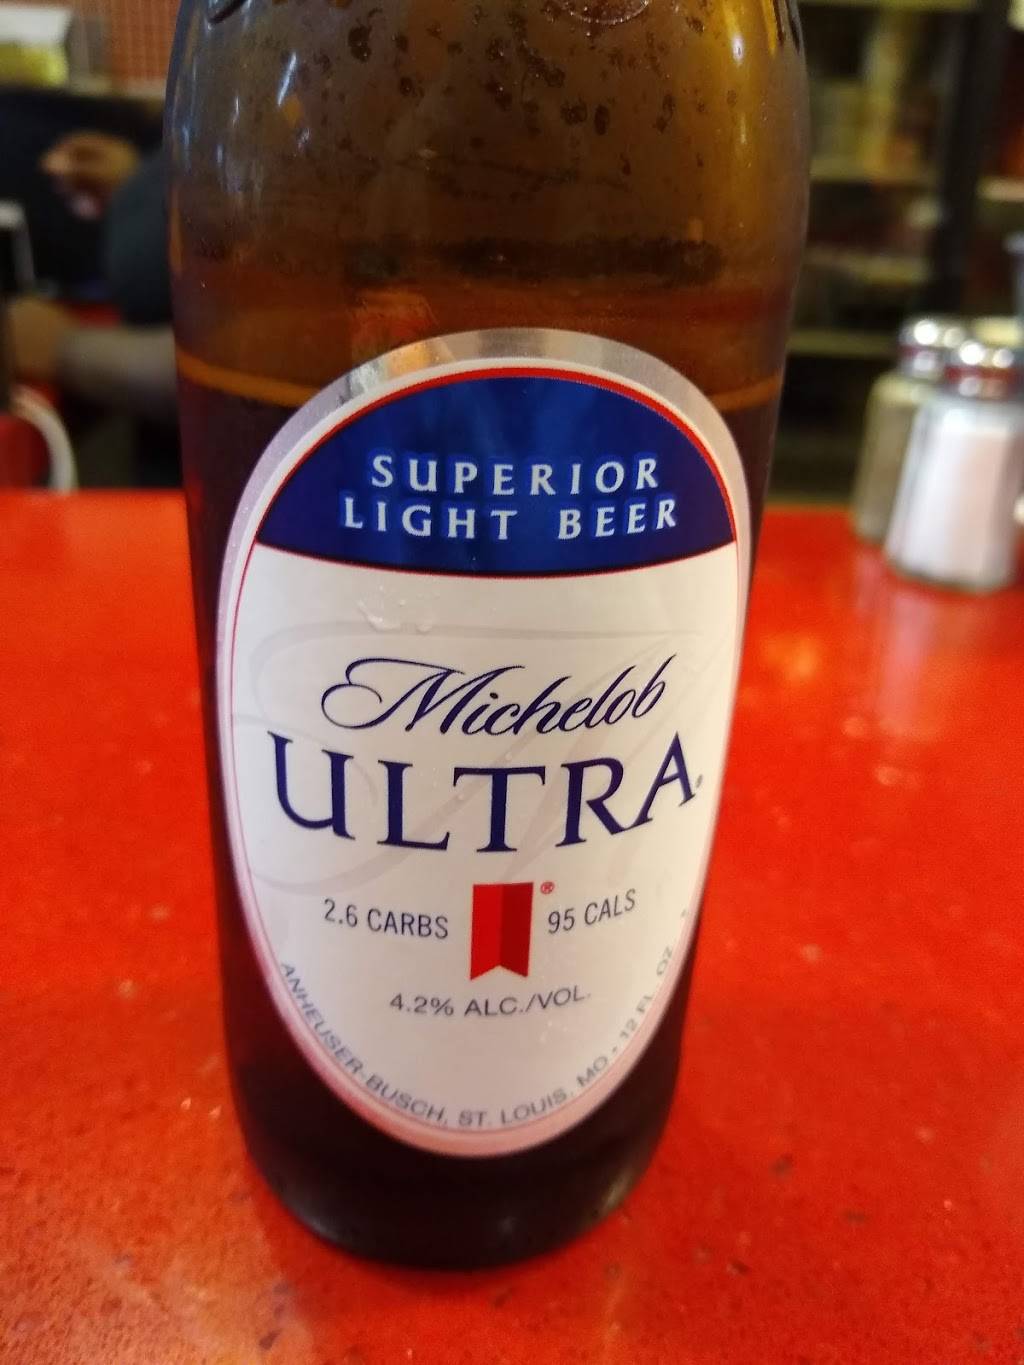 SUPERIOR
LIGHT BEER
Michelob
ULTRA®
2.6 CARBS ® 95 CALS
4.2% ALC./VOL.
ANHEUSER-BUSCH, ST. LOUIS, MO • 12 FL. OZ.